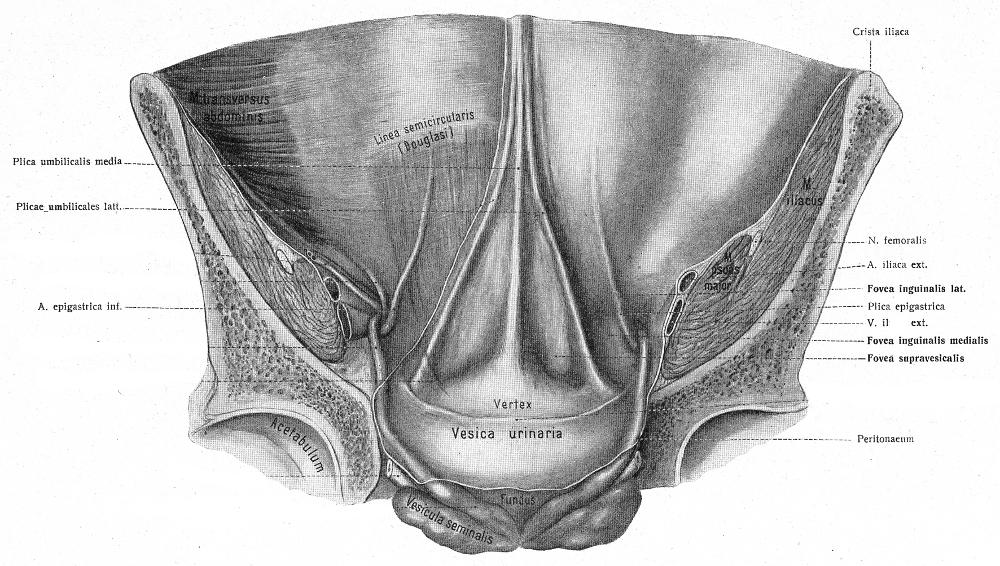 Crista iliaca
M. transversus
abdominis
Linea semicircularis
(Douglasi)
Plica umbilicalis media
Plicae umbilicales latt.
M.
iliacus
N. femoralis
A. iliaca ext.
M.
psoas
major
Fovea inguinalis lat.
A. epigastrica inf.
Plica epigastrica
V. il ext.
Fovea inguinalis medialis
Fovea supravesicalis
Vertex
Vesica urinaria
Acetabulum
Peritonaeum
Fundus
Vesicula seminalis